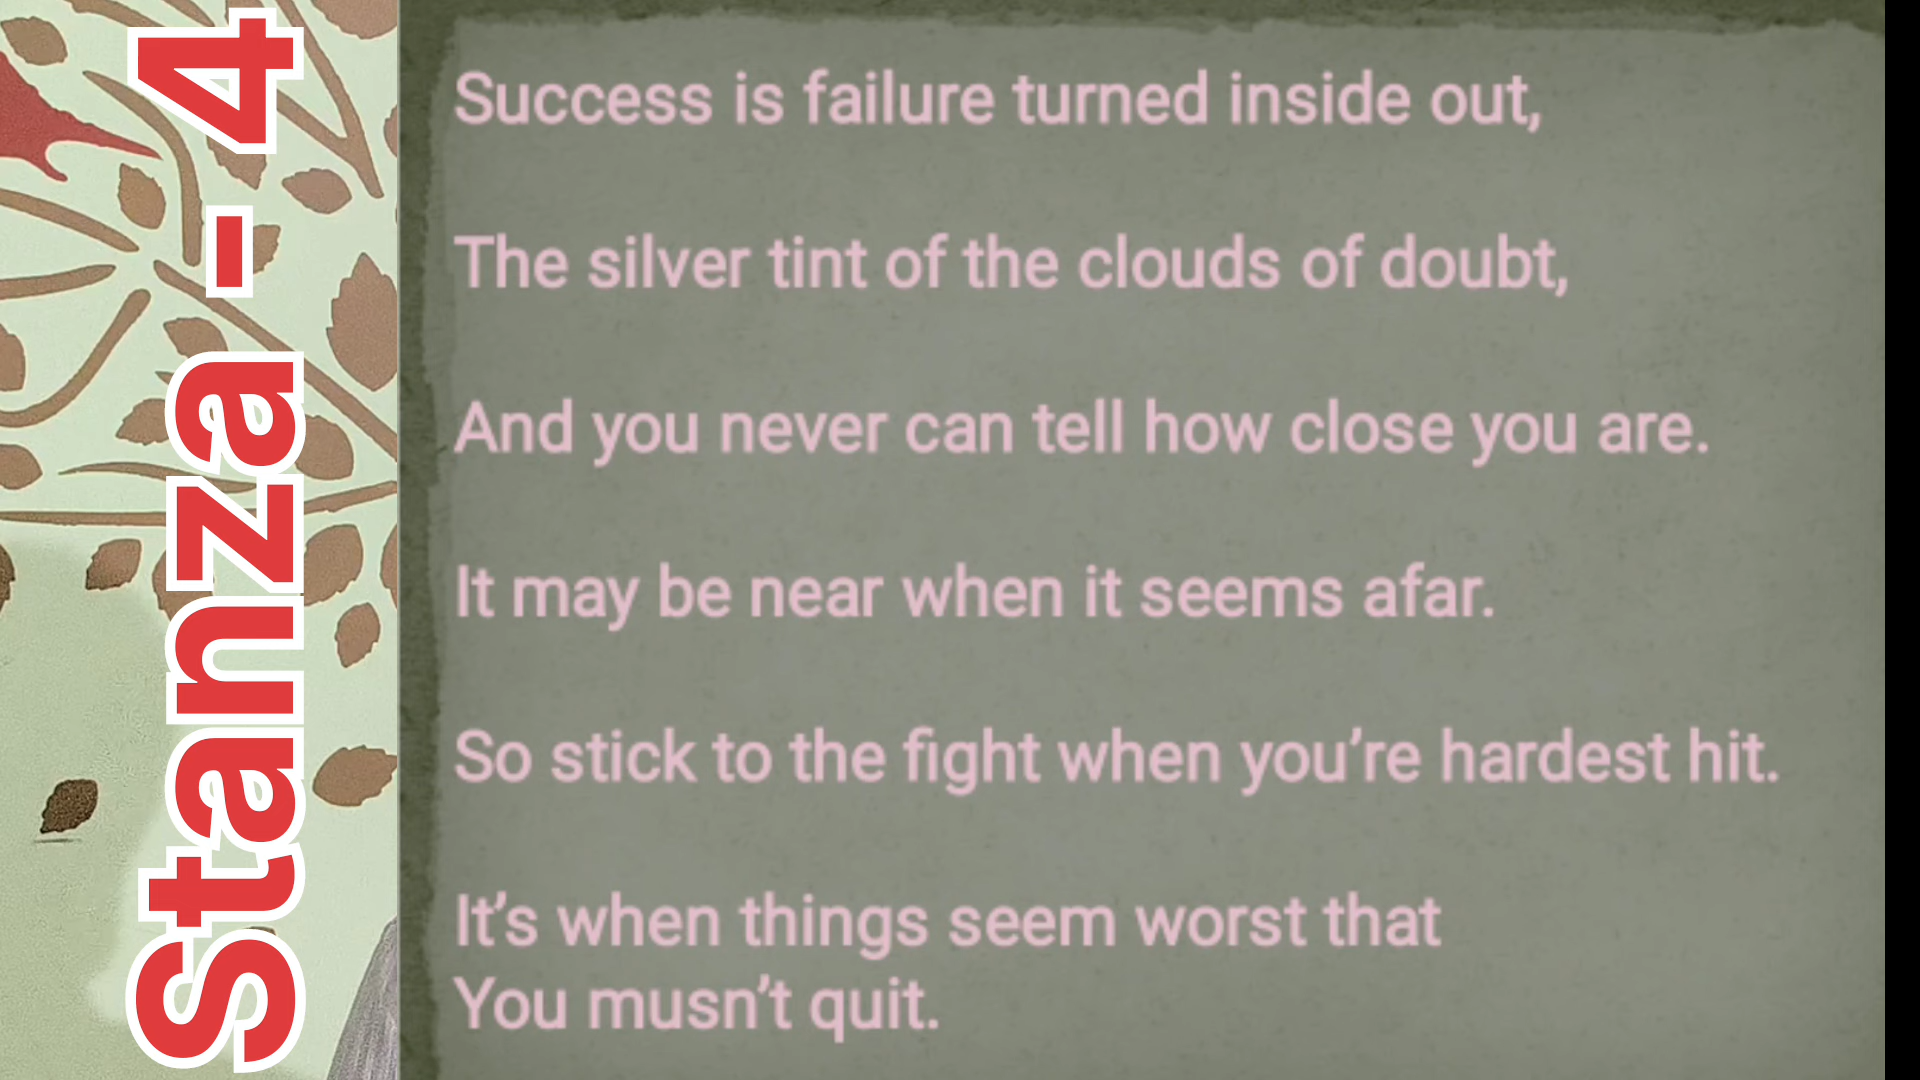 Stanza - 4
Success is failure turned inside out,
The silver tint of the clouds of doubt,
And you never can tell how close you are.
It may be near when it seems afar.
So stick to the fight when you’re hardest hit.
It’s when things seem worst that
You musn’t quit.